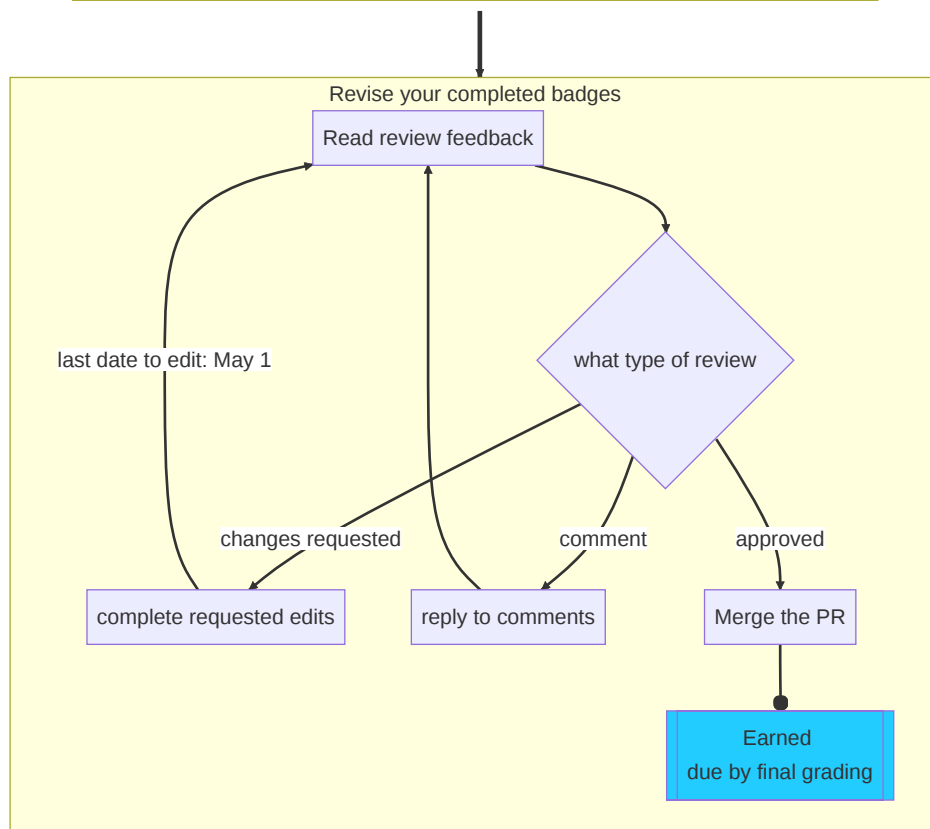 Revise your completed badges
Read review feedback
last date to edit: May 1
what type of review
changes requested
comment
approved
complete requested edits
reply to comments
Merge the PR
Earned
due by final grading